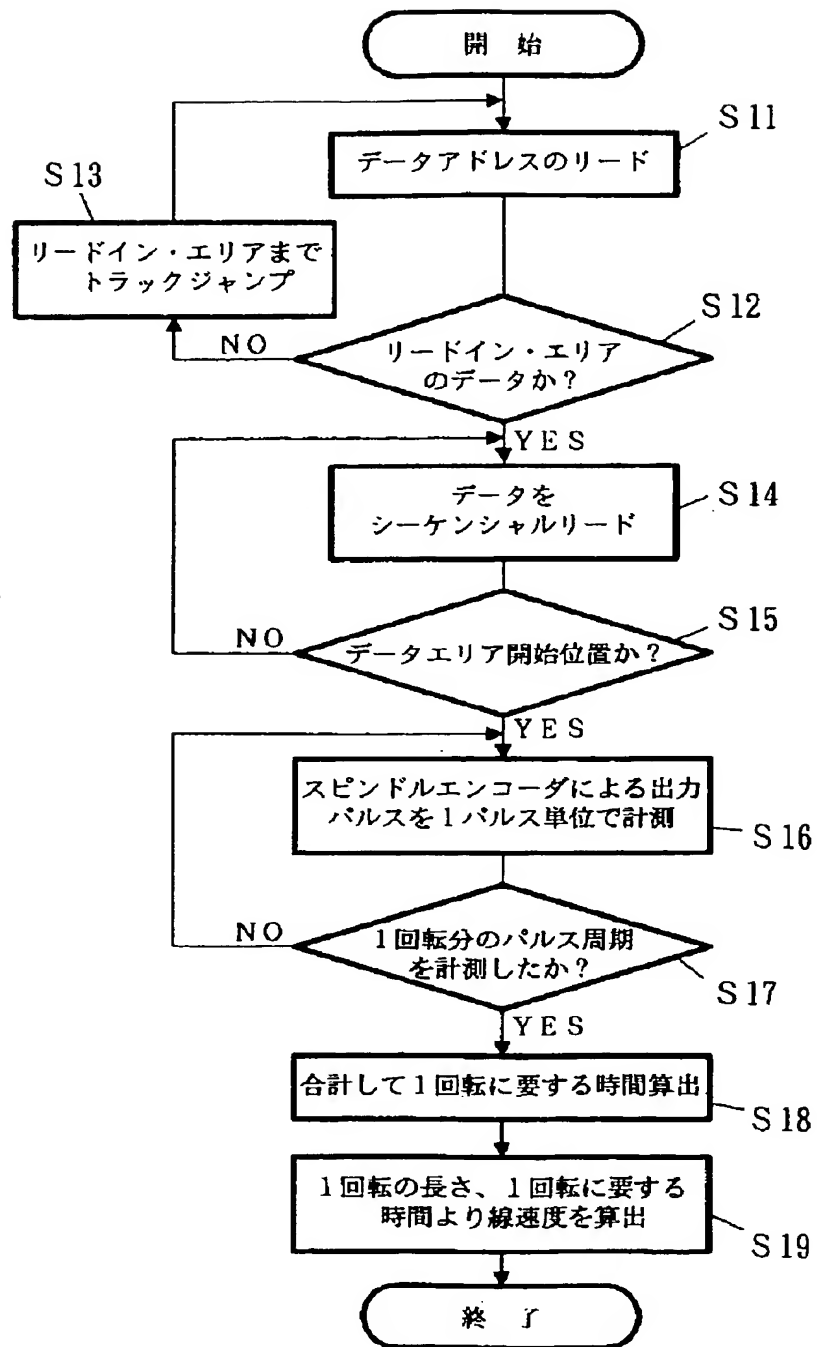 開 始
S11
データアドレスのリード
S13
リードイン・エリアまで
トラックジャンプ
S12
リードイン・エリア
のデータか？
NO
YES
データを
シーケンシャルリード
S14
S15
データエリア開始位置か？
NO
YES
スピンドルエンコーダによる出力
パルスを１パルス単位で計測
S16
１回転分のパルス周期
を計測したか？
NO
S17
YES
合計して１回転に要する時間算出
S18
１回転の長さ、１回転に要する
時間より線速度を算出
S19
終 了